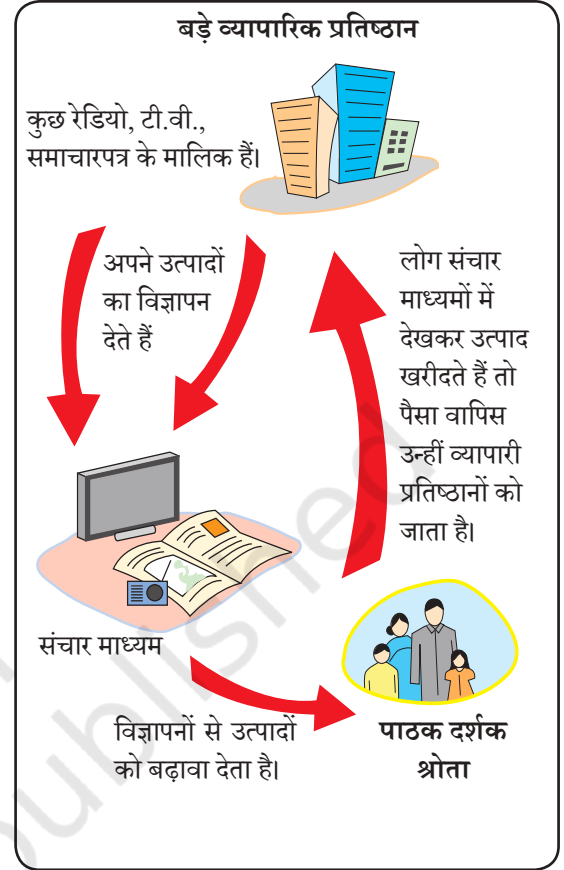 बड़े व्यापारिक प्रतिष्ठान
कुछ रेडियो, टी.वी.,
समाचारपत्र के मालिक हैं।
अपने उत्पादों
का विज्ञापन
देते हैं
लोग संचार
माध्यमों में
देखकर उत्पाद
खरीदते हैं तो
पैसा वापिस
उन्हीं व्यापारी
प्रतिष्ठानों को
जाता है।
संचार माध्यम
विज्ञापनों से उत्पादों
को बढ़ावा देता है।
पाठक दर्शक
श्रोता
published